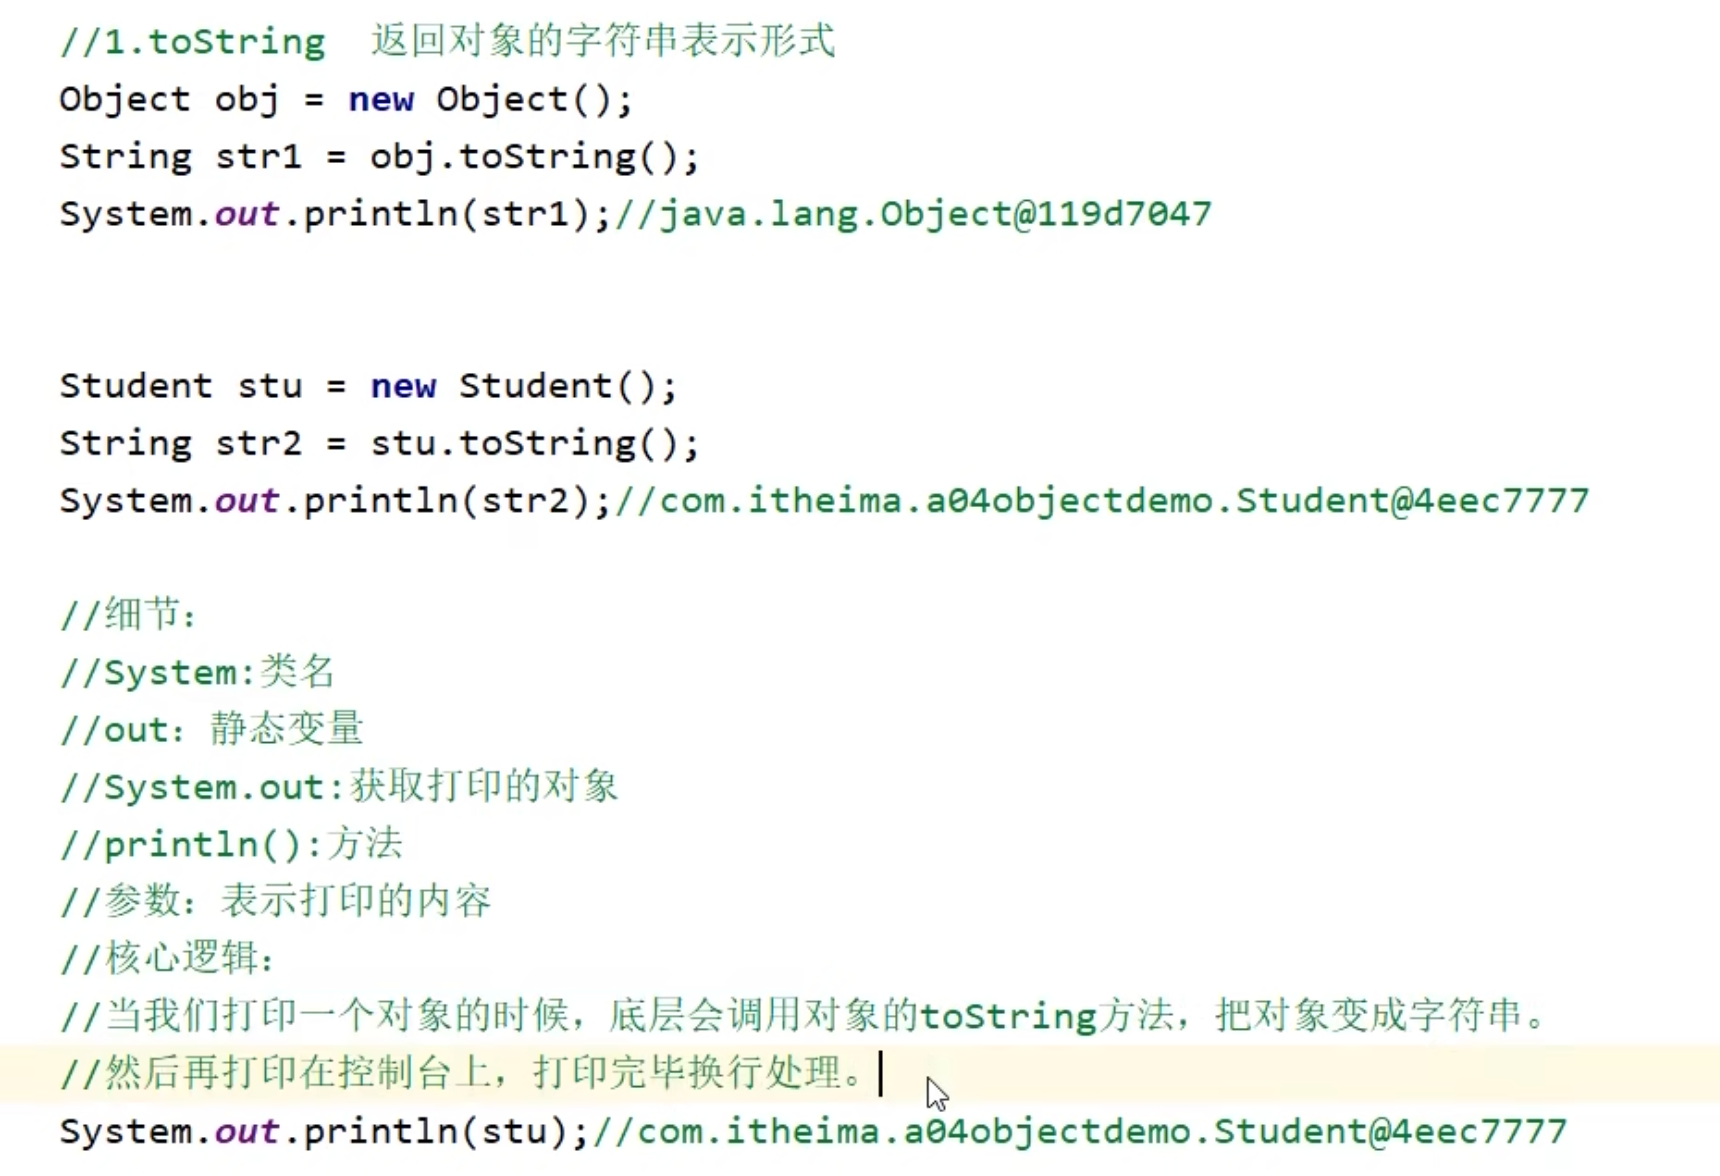 //1.toString  返回对象的字符串表示形式
Object obj = new Object();
String str1 = obj.toString();
System.out.println(str1);//java.lang.Object@119d7047
Student stu = new Student();
String str2 = stu.toString();
System.out.println(str2);//com.itheima.a04objectdemo.Student@4eec7777
//细节：
//System:类名
//out：静态变量
//System.out:获取打印的对象
//println():方法
//参数：表示打印的内容
//核心逻辑：
//当我们打印一个对象的时候，底层会调用对象的toString方法，把对象变成字符串。
//然后再打印在控制台上，打印完毕换行处理。
System.out.println(stu);//com.itheima.a04objectdemo.Student@4eec7777